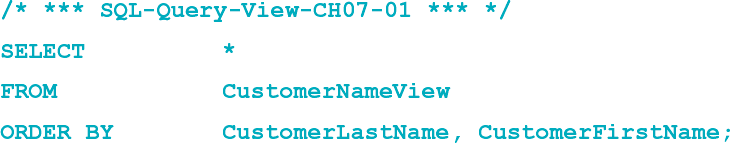 /* *** SQL-Query-View-CH07-01 *** */
SELECT *
FROM CustomerNameView
ORDER BY CustomerLastName, CustomerFirstName;